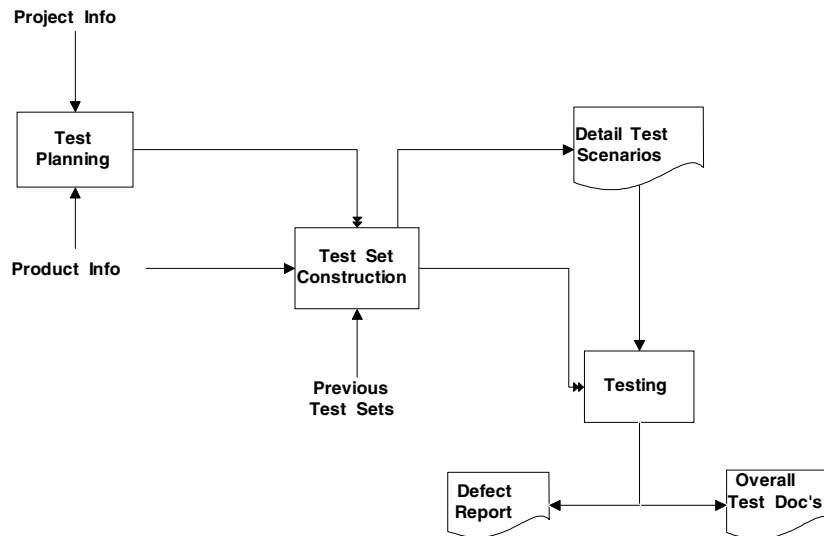 Project Info
Test
Planning
Detail Test
Scenarios
Product Info
Test Set
Construction
Previous
Test Sets
Testing
Defect
Report
Overall
Test Doc's